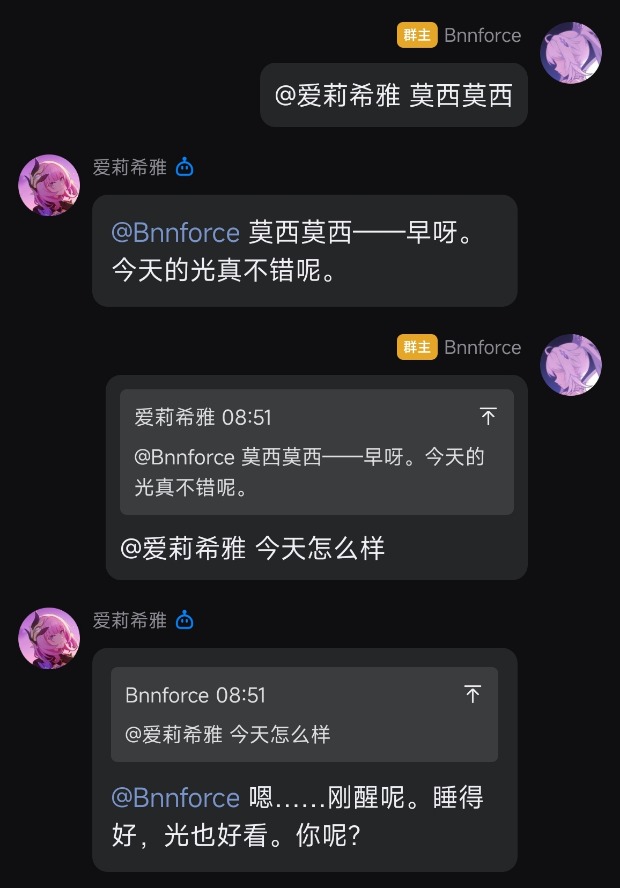 群主 Bnnforce
@爱莉希雅 莫西莫西
爱莉希雅
@Bnnforce 莫西莫西——早呀。
今天的光真不错呢。
群主 Bnnforce
爱莉希雅 08:51
@Bnnforce 莫西莫西——早呀。今天的
光真不错呢。
@爱莉希雅 今天怎么样
爱莉希雅
Bnnforce 08:51
@爱莉希雅 今天怎么样
@Bnnforce 嗯……刚醒呢。睡得
好，光也好看。你呢？